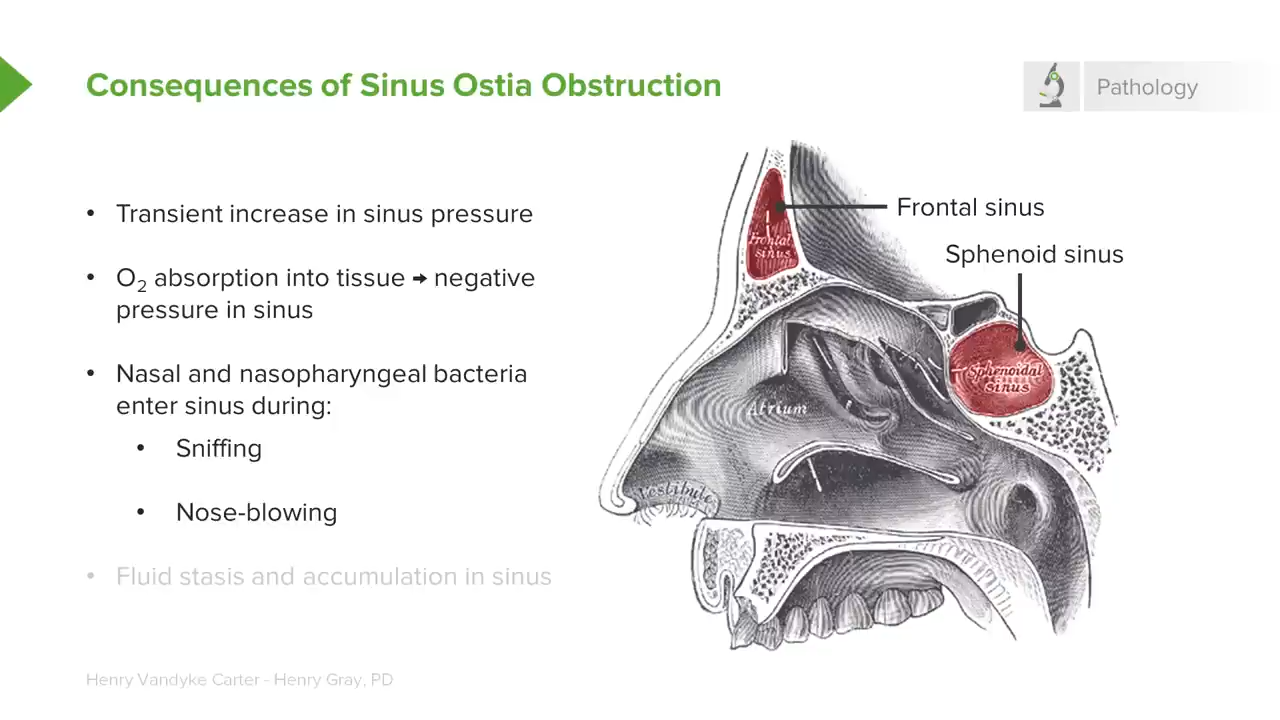 Consequences of Sinus Ostia Obstruction
Pathology
• Transient increase in sinus pressure
• O₂ absorption into tissue → negative
pressure in sinus
• Nasal and nasopharyngeal bacteria
enter sinus during:
• Sniffing
• Nose-blowing
• Fluid stasis and accumulation in sinus
Frontal sinus
Sphenoid sinus
Frontal
sinus
Sphenoidal
sinus
Atrium
Vestibule
Henry Vandyke Carter - Henry Gray, PD